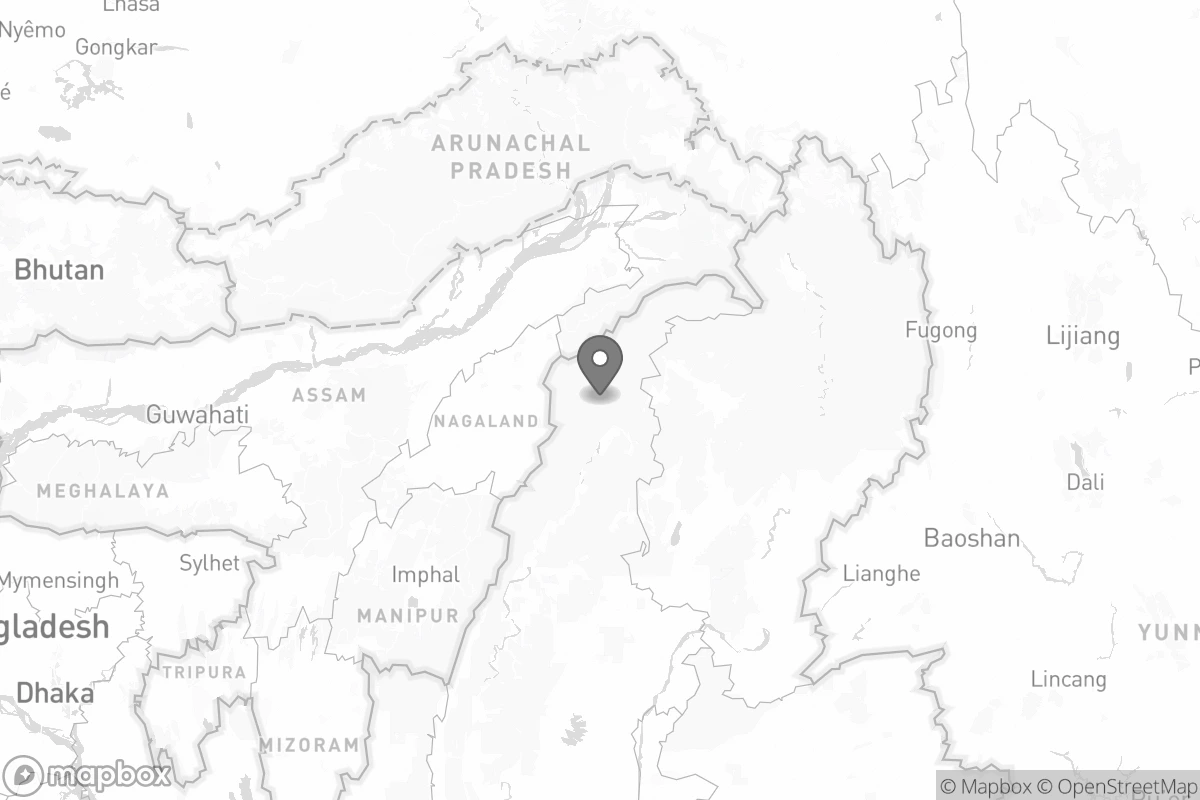 Lhasa
Nyêmo
Gongkar
é
ARUNACHAL
PRADESH
Bhutan
Fugong
Lijiang
P
ASSAM
Guwahati
NAGALAND
Dali
MEGHALAYA
Baoshan
Sylhet
Lianghe
Imphal
Mymensingh
MANIPUR
gladesh
YUNN
TRIPURA
Lincang
Dhaka
MIZORAM
mapbox
© Mapbox © OpenStreetMap